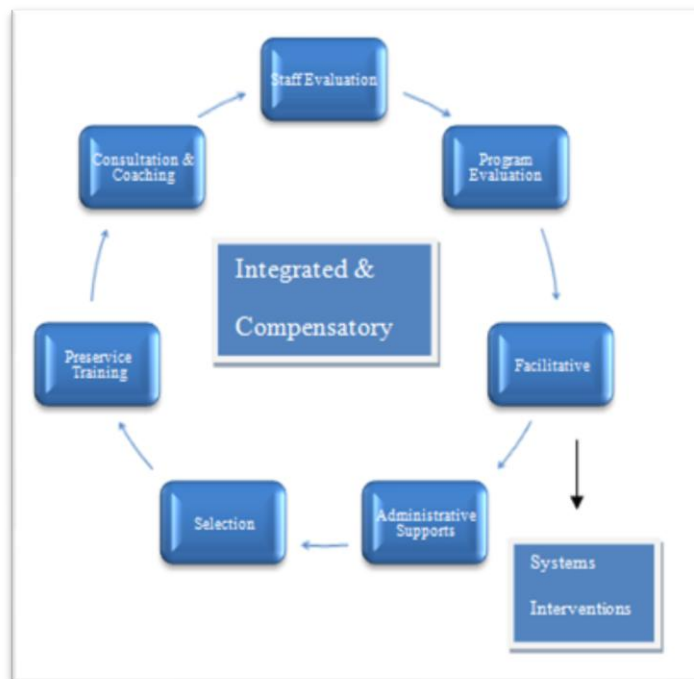 Staff Evaluation
Consultation &
Coaching
Program
Evaluation
Integrated &
Compensatory
Preservice
Training
Facilitative
Selection
Administrative
Supports
Systems
Interventions